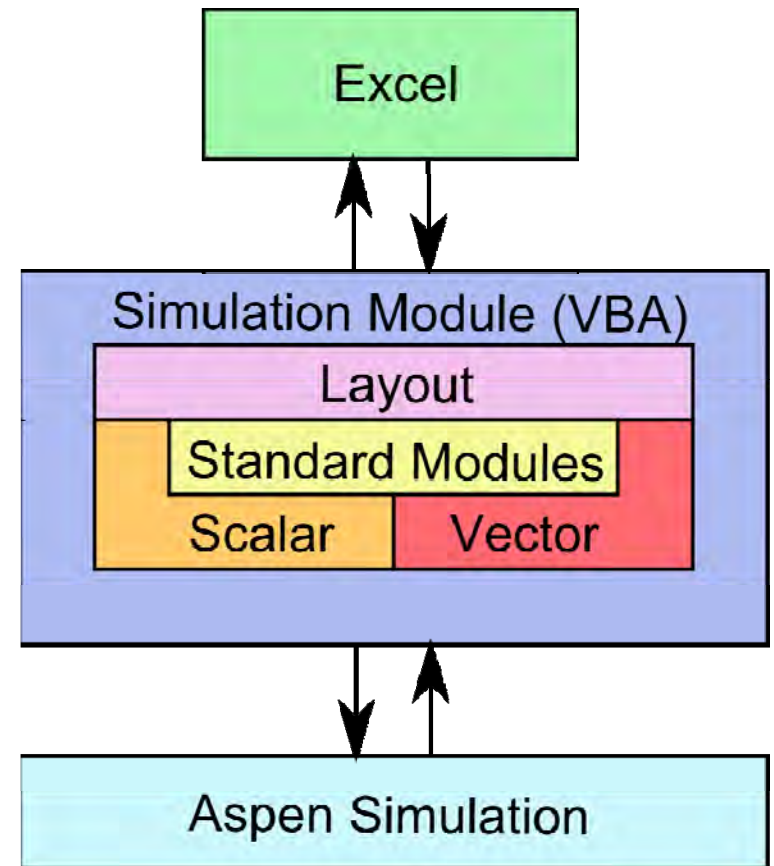 Excel
Simulation Module (VBA)
Layout
Standard Modules
Scalar Vector
Aspen Simulation